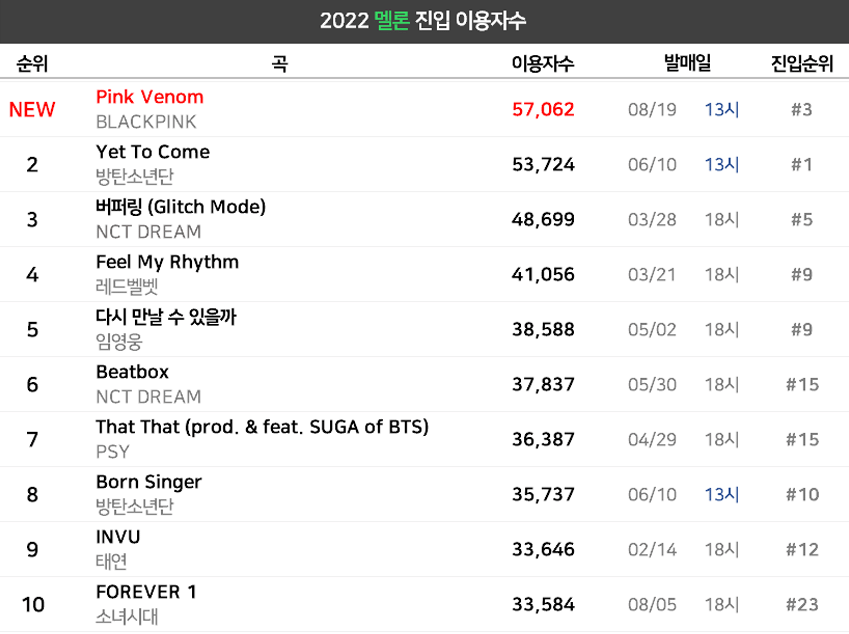 2022 멜론 진입 이용자수
순위 곡 이용자수 발매일 진입순위
NEW Pink Venom 57,062 08/19 13시 #3
BLACKPINK
2 Yet To Come 53,724 06/10 13시 #1
방탄소년단
3 버퍼링 (Glitch Mode) 48,699 03/28 18시 #5
NCT DREAM
4 Feel My Rhythm 41,056 03/21 18시 #9
레드벨벳
5 다시 만날 수 있을까 38,588 05/02 18시 #9
임영웅
6 Beatbox 37,837 05/30 18시 #15
NCT DREAM
7 That That (prod. & feat. SUGA of BTS) 36,387 04/29 18시 #15
PSY
8 Born Singer 35,737 06/10 13시 #10
방탄소년단
9 INVU 33,646 02/14 18시 #12
태연
10 FOREVER 1 33,584 08/05 18시 #23
소녀시대